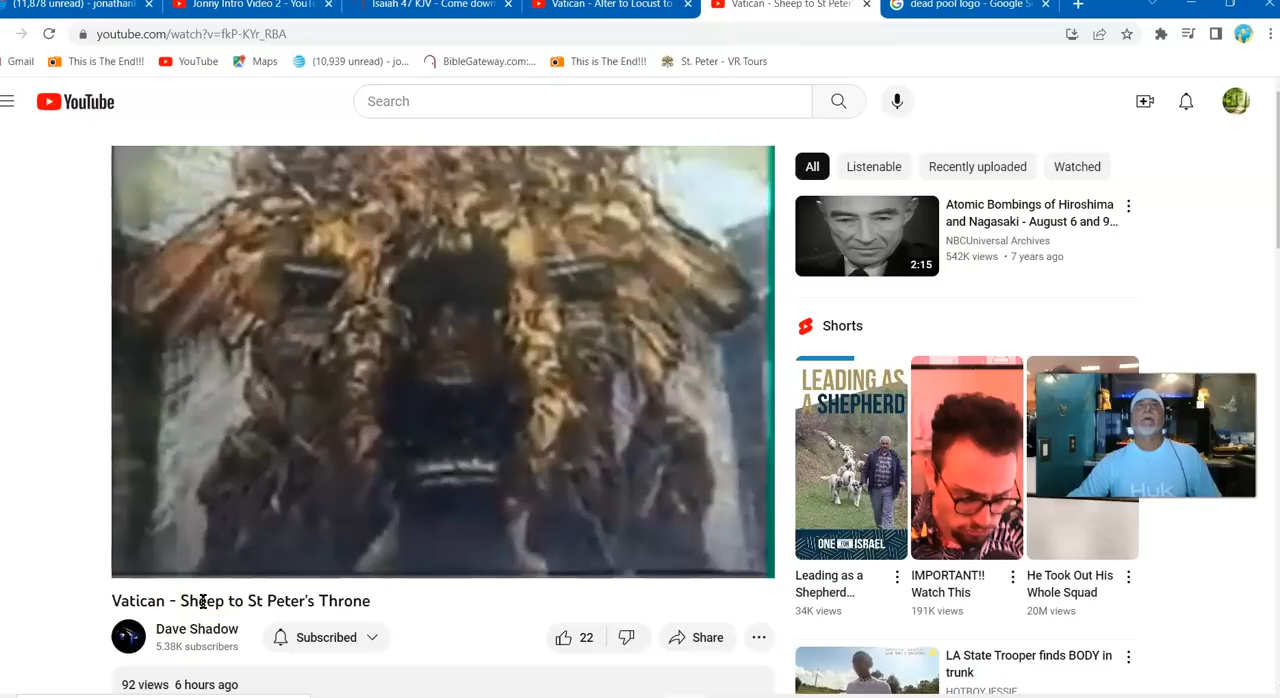 (11,878 unread) - jonathan
Jonny Intro Video 2 - YouT
Isaiah 47 KJV - Come down
Vatican - Alter to Locust to
Vatican - Sheep to St Peter
dead pool logo - Google S
youtube.com/watch?v=fkP-KYr_RBA
Gmail
This is The End!!!
YouTube
Maps
(10,939 unread) - jo...
BibleGateway.com:...
This is The End!!!
St. Peter - VR Tours
YouTube
Search
All
Listenable
Recently uploaded
Watched
Atomic Bombings of Hiroshima
and Nagasaki - August 6 and 9...
NBCUniversal Archives
542K views • 7 years ago
2:15
Shorts
LEADING AS
A SHEPHERD
ONE FOR ISRAEL
Huk
Leading as a
Shepherd...
34K views
IMPORTANT!!
Watch This
191K views
He Took Out His
Whole Squad
20M views
Vatican - Sheep to St Peter's Throne
Dave Shadow
5.38K subscribers
Subscribed
22
Share
92 views 6 hours ago
LA State Trooper finds BODY in
trunk
HOTBOY JESSIE